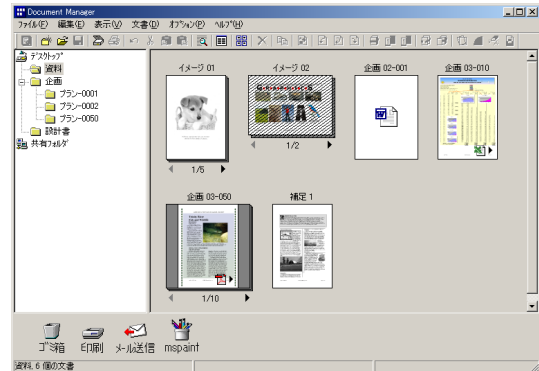 Document Manager
ファイル(F) 編集(E) 表示(V) 文書(D) オプション(P) ヘルプ(H)
デスクトップ
資料
企画
プラン-0001
プラン-0002
プラン-0050
設計書
共有フォルダ
イメージ 01
イメージ 02
企画 02-001
企画 03-010
1/5
1/2
企画 03-050
補足 1
1/10
ゴミ箱
印刷
メール送信
mspaint
資料, 6 個の文書